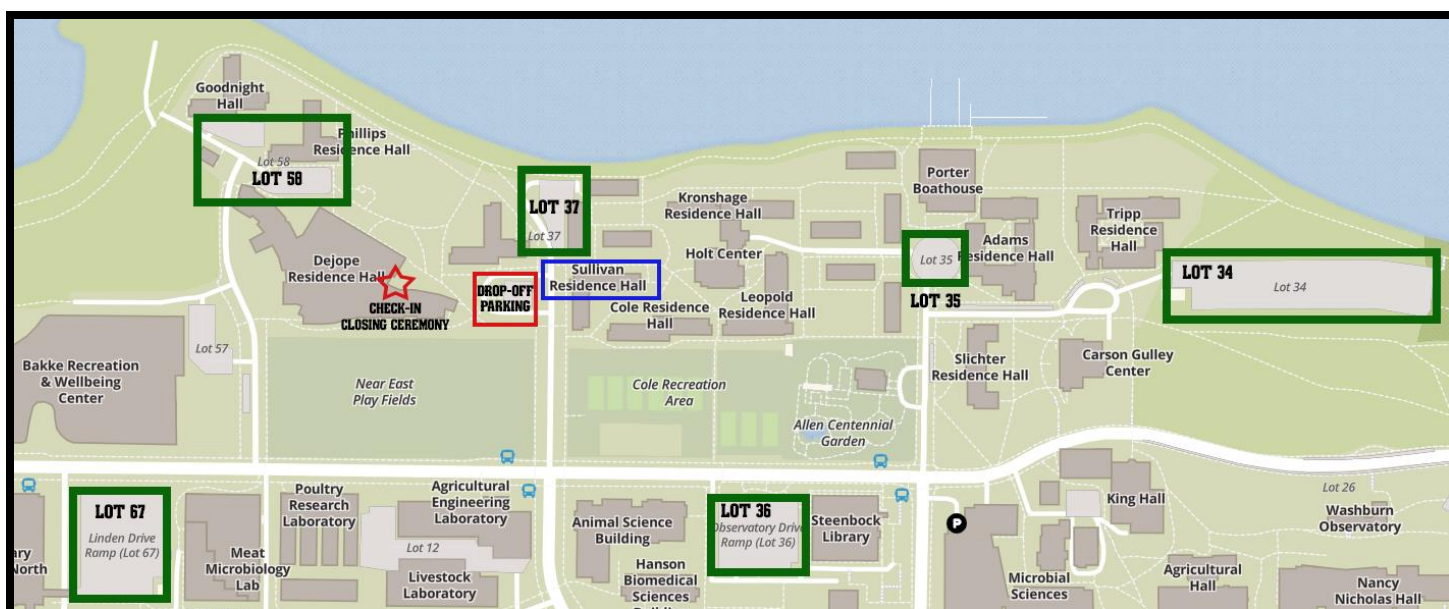 Goodnight
Hall
Phillips
Residence Hall
Lot 58
LOT 58
LOT 37
Lot 37
Kronshage
Residence Hall
Porter
Boathouse
Tripp
Residence
Hall
Adams
Residence Hall
Lot 35
LOT 35
LOT 34
Lot 34
Dejope
Residence Hall
CHECK-IN
CLOSING CEREMONY
DROP-OFF
PARKING
Sullivan
Residence Hall
Holt Center
Cole Residence
Hall
Leopold
Residence Hall
Slichter
Residence Hall
Carson Gulley
Center
Lot 57
Bakke Recreation
& Wellbeing
Center
Near East
Play Fields
Cole Recreation
Area
Allen Centennial
Garden
LOT 67
Linden Drive
Ramp (Lot 67)
Poultry
Research
Laboratory
Agricultural
Engineering
Laboratory
Meat
Microbiology
Lab
Lot 12
Livestock
Laboratory
Animal Science
Building
Hanson
Biomedical
Sciences
LOT 36
Observatory Drive
Ramp (Lot 36)
Steenbock
Library
P
King Hall
Lot 26
Washburn
Observatory
Microbial
Sciences
Agricultural
Hall
Nancy
Nicholas Hall
North